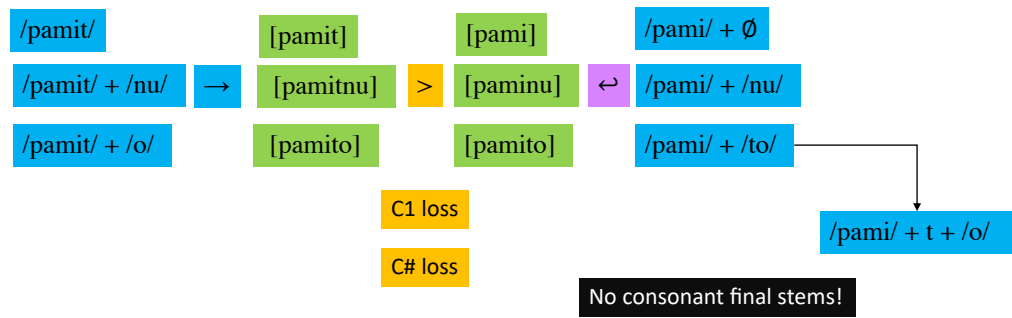 /pamit/ [pamit] [pami] /pami/ + ∅
/pamit/ + /nu/ → [pamitnu] > [paminu] ↩ /pami/ + /nu/
/pamit/ + /o/ [pamito] [pamito] /pami/ + /to/
C1 loss
/pami/ + t + /o/
C# loss
No consonant final stems!